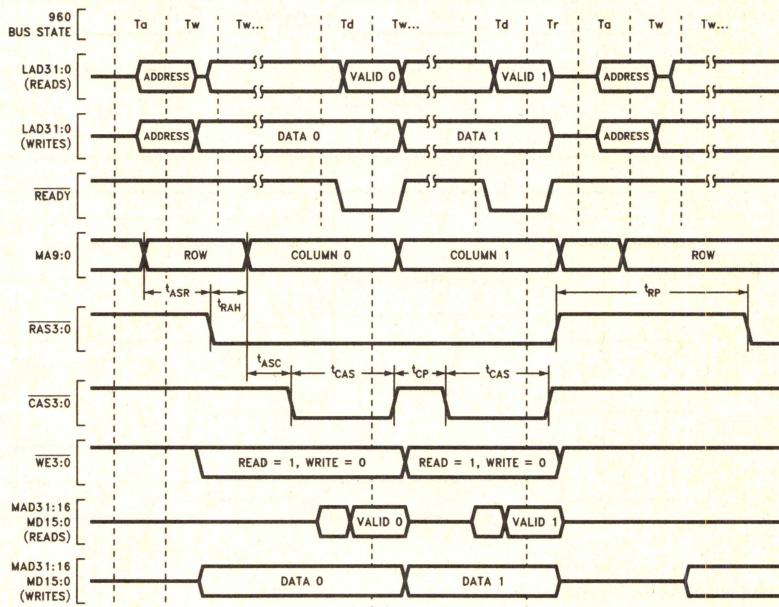 960
BUS STATE
Ta Tw Tw... Td Tw... Td Tr Ta Tw Tw...
LAD31:0
(READS)
ADDRESS VALID 0 VALID 1 ADDRESS
LAD31:0
(WRITES)
ADDRESS DATA 0 DATA 1 ADDRESS
READY
MA9:0
ROW COLUMN 0 COLUMN 1 ROW
tASR tRAH tRP
RAS3:0
tASC tCAS tCP tCAS
CAS3:0
WE3:0
READ = 1, WRITE = 0 READ = 1, WRITE = 0
MAD31:16
MD15:0
(READS)
VALID 0 VALID 1
MAD31:16
MD15:0
(WRITES)
DATA 0 DATA 1